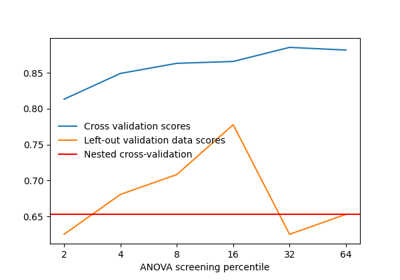 0.85
0.80
0.75
0.70
0.65
Cross validation scores
Left-out validation data scores
Nested cross-validation
2 4 8 16 32 64
ANOVA screening percentile